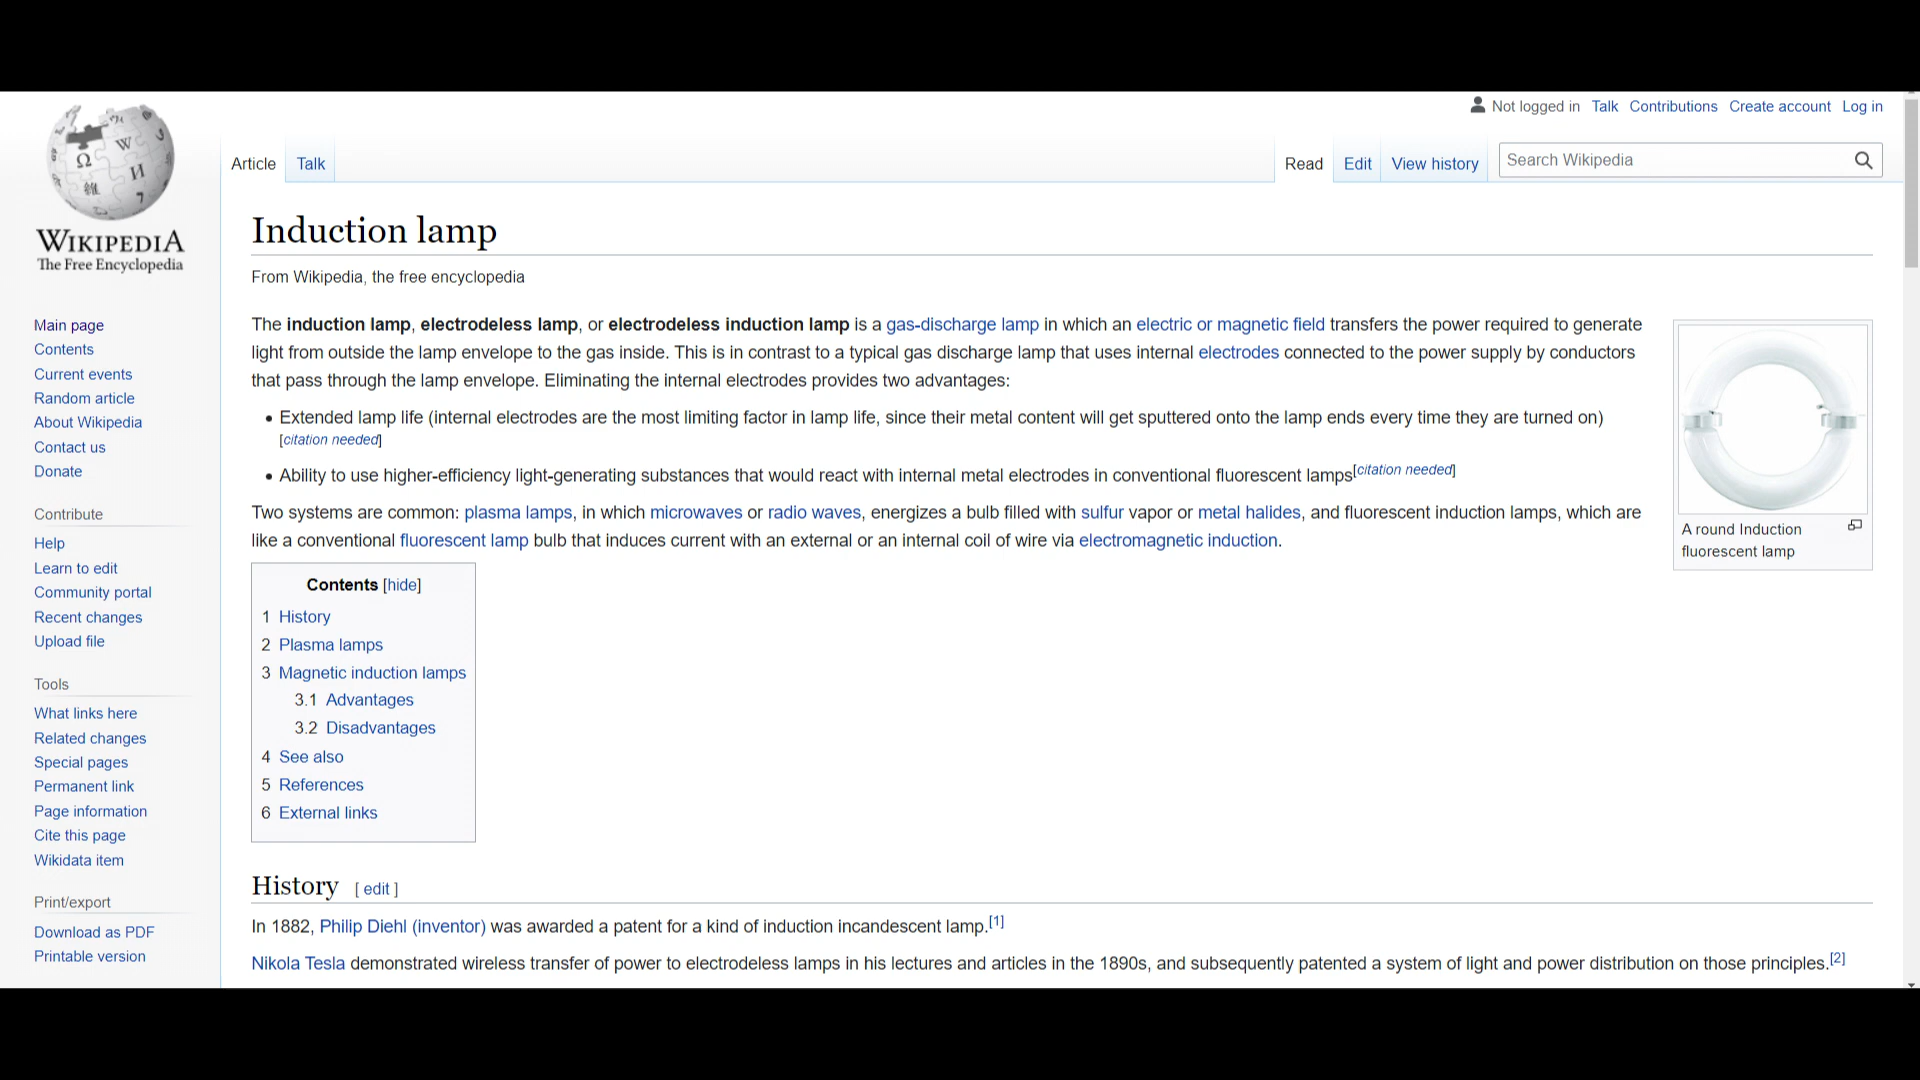 Not logged in Talk Contributions Create account Log in
Article Talk Read Edit View history Search Wikipedia
WIKIPEDIA
The Free Encyclopedia
Main page
Contents
Current events
Random article
About Wikipedia
Contact us
Donate
Contribute
Help
Learn to edit
Community portal
Recent changes
Upload file
Tools
What links here
Related changes
Special pages
Permanent link
Page information
Cite this page
Wikidata item
Print/export
Download as PDF
Printable version
Induction lamp
From Wikipedia, the free encyclopedia
The induction lamp, electrodeless lamp, or electrodeless induction lamp is a gas-discharge lamp in which an electric or magnetic field transfers the power required to generate
light from outside the lamp envelope to the gas inside. This is in contrast to a typical gas discharge lamp that uses internal electrodes connected to the power supply by conductors
that pass through the lamp envelope. Eliminating the internal electrodes provides two advantages:
• Extended lamp life (internal electrodes are the most limiting factor in lamp life, since their metal content will get sputtered onto the lamp ends every time they are turned on)
[citation needed]
• Ability to use higher-efficiency light-generating substances that would react with internal metal electrodes in conventional fluorescent lamps[citation needed]
Two systems are common: plasma lamps, in which microwaves or radio waves, energizes a bulb filled with sulfur vapor or metal halides, and fluorescent induction lamps, which are
like a conventional fluorescent lamp bulb that induces current with an external or an internal coil of wire via electromagnetic induction.
A round Induction
fluorescent lamp
Contents [hide]
1 History
2 Plasma lamps
3 Magnetic induction lamps
3.1 Advantages
3.2 Disadvantages
4 See also
5 References
6 External links
History [ edit ]
In 1882, Philip Diehl (inventor) was awarded a patent for a kind of induction incandescent lamp.[1]
Nikola Tesla demonstrated wireless transfer of power to electrodeless lamps in his lectures and articles in the 1890s, and subsequently patented a system of light and power distribution on those principles.[2]